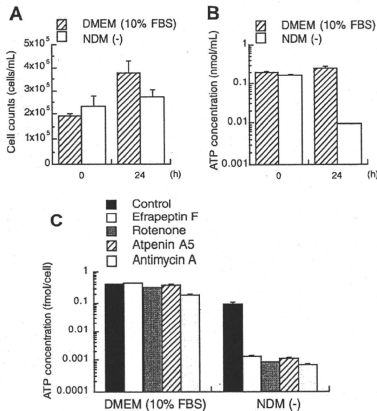 A
DMEM (10% FBS)
NDM (-)
Cell counts (cells/mL)
5x10⁵
4x10⁵
3x10⁵
2x10⁵
1x10⁵
0
0 24 (h)
B
DMEM (10% FBS)
NDM (-)
ATP concentration (nmol/mL)
1
0.1
0.01
0.001
0 24 (h)
C
Control
Efrapeptin F
Rotenone
Atpenin A5
Antimycin A
ATP concentration (fmol/cell)
1
0.1
0.01
0.001
0.0001
DMEM (10% FBS) NDM (-)